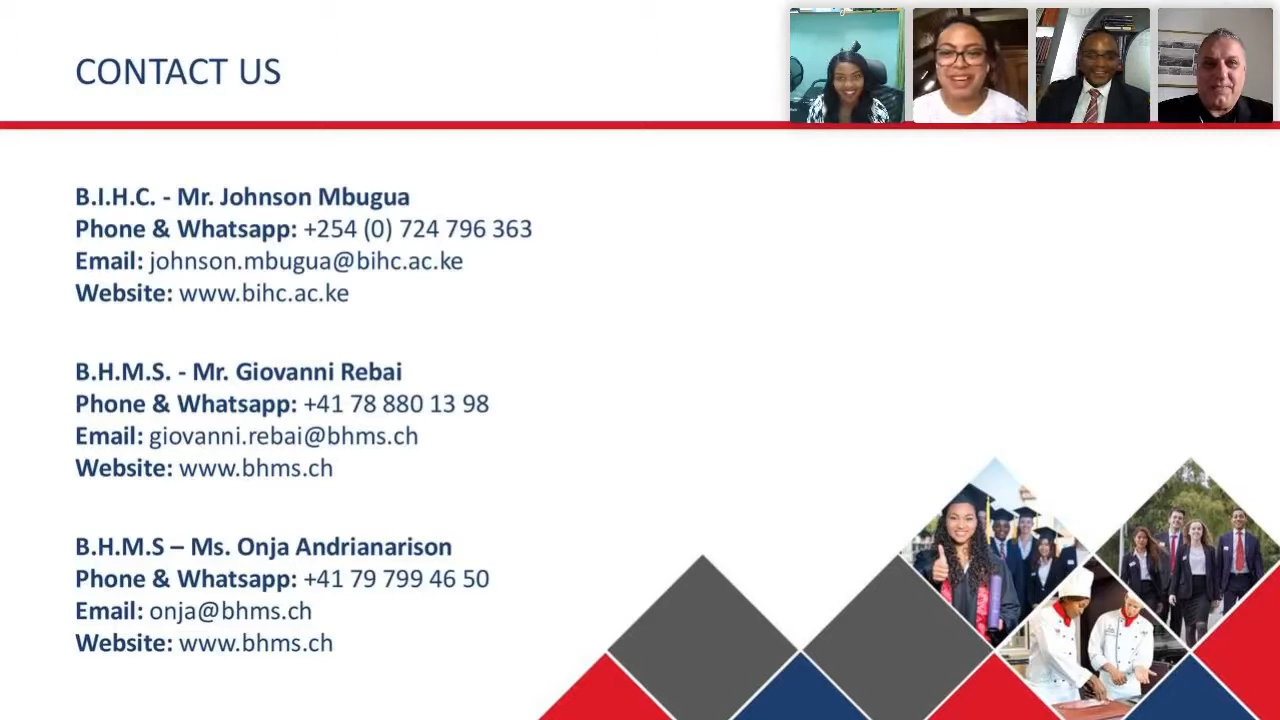 CONTACT US
B.I.H.C. - Mr. Johnson Mbugua
Phone & Whatsapp: +254 (0) 724 796 363
Email: johnson.mbugua@bihc.ac.ke
Website: www.bihc.ac.ke
B.H.M.S. - Mr. Giovanni Rebai
Phone & Whatsapp: +41 78 880 13 98
Email: giovanni.rebai@bhms.ch
Website: www.bhms.ch
B.H.M.S – Ms. Onja Andrianarison
Phone & Whatsapp: +41 79 799 46 50
Email: onja@bhms.ch
Website: www.bhms.ch